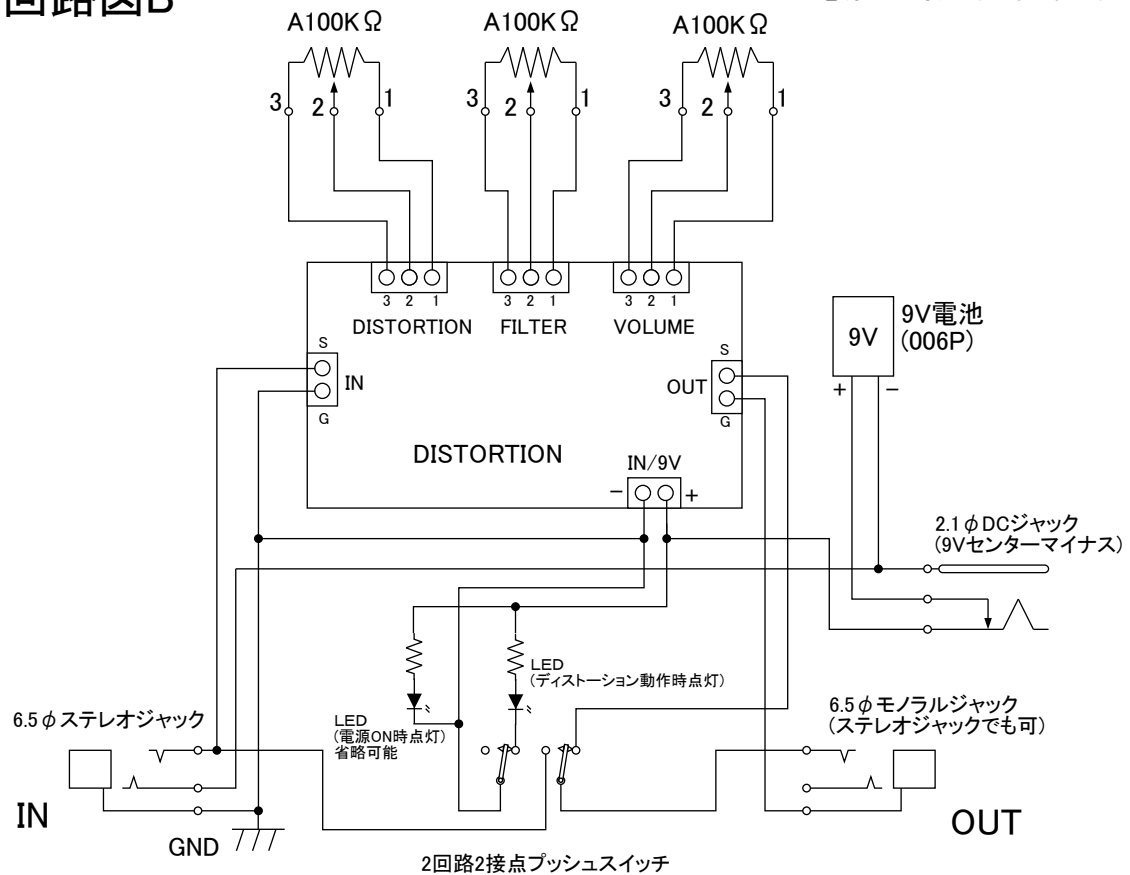 回路図B
A100KΩ
A100KΩ
A100KΩ
3 2 1
3 2 1
3 2 1
3 2 1
3 2 1
3 2 1
DISTORTION
FILTER
VOLUME
9V
9V電池
(006P)
+ −
S
IN
G
S
OUT
G
DISTORTION
IN/9V
− +
2.1φDCジャック
(9Vセンターマイナス)
LED
(ディストーション動作時点灯)
LED
(電源ON時点灯)
省略可能
6.5φステレオジャック
6.5φモノラルジャック
(ステレオジャックでも可)
IN
GND
OUT
2回路2接点プッシュスイッチ